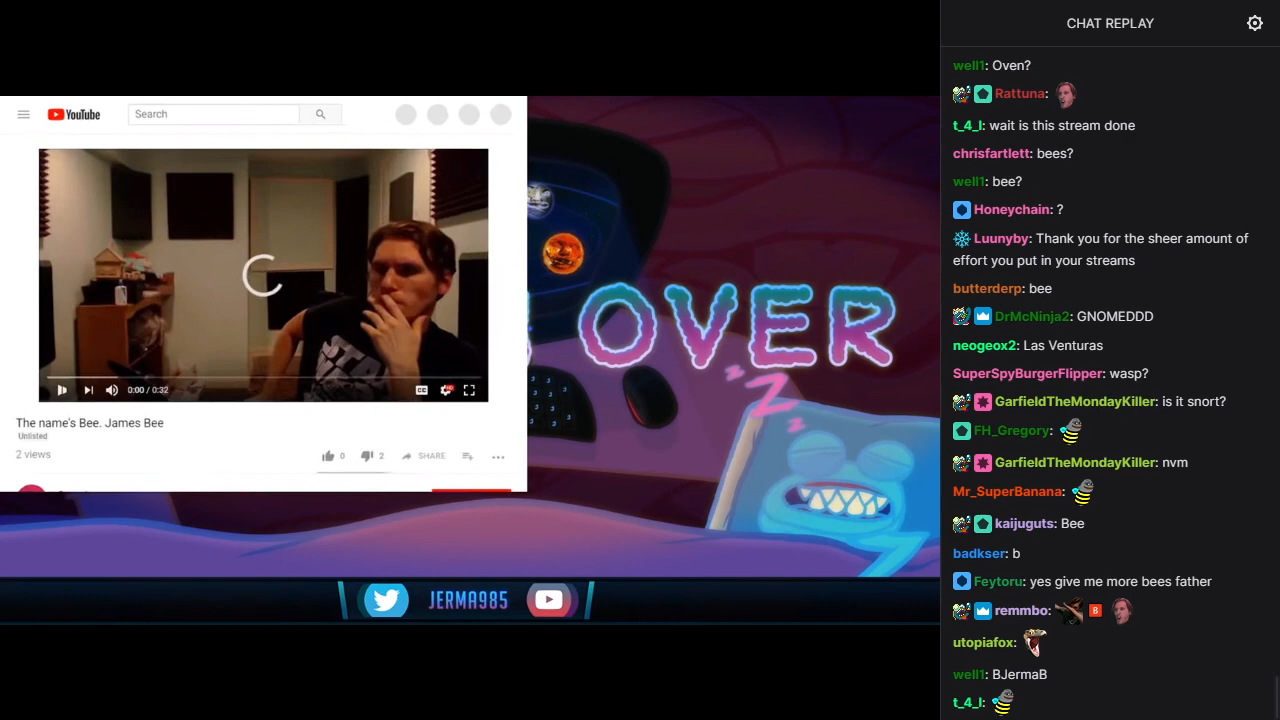 YouTube
Search
0:00 / 0:32
CC
HD
The name's Bee. James Bee
Unlisted
2 views
0
2
SHARE
OVER
z
Z
z
JERMA985
CHAT REPLAY
well1: Oven?
Rattuna:
t_4_l: wait is this stream done
chrisfartlett: bees?
well1: bee?
Honeychain: ?
Luunyby: Thank you for the sheer amount of
effort you put in your streams
butterderp: bee
DrMcNinja2: GNOMEDDD
neogeox2: Las Venturas
SuperSpyBurgerFlipper: wasp?
GarfieldTheMondayKiller: is it snort?
FH_Gregory:
GarfieldTheMondayKiller: nvm
Mr_SuperBanana:
kaijuguts: Bee
badkser: b
Feytoru: yes give me more bees father
remmbo: B
utopiafox:
well1: BJermaB
t_4_l: